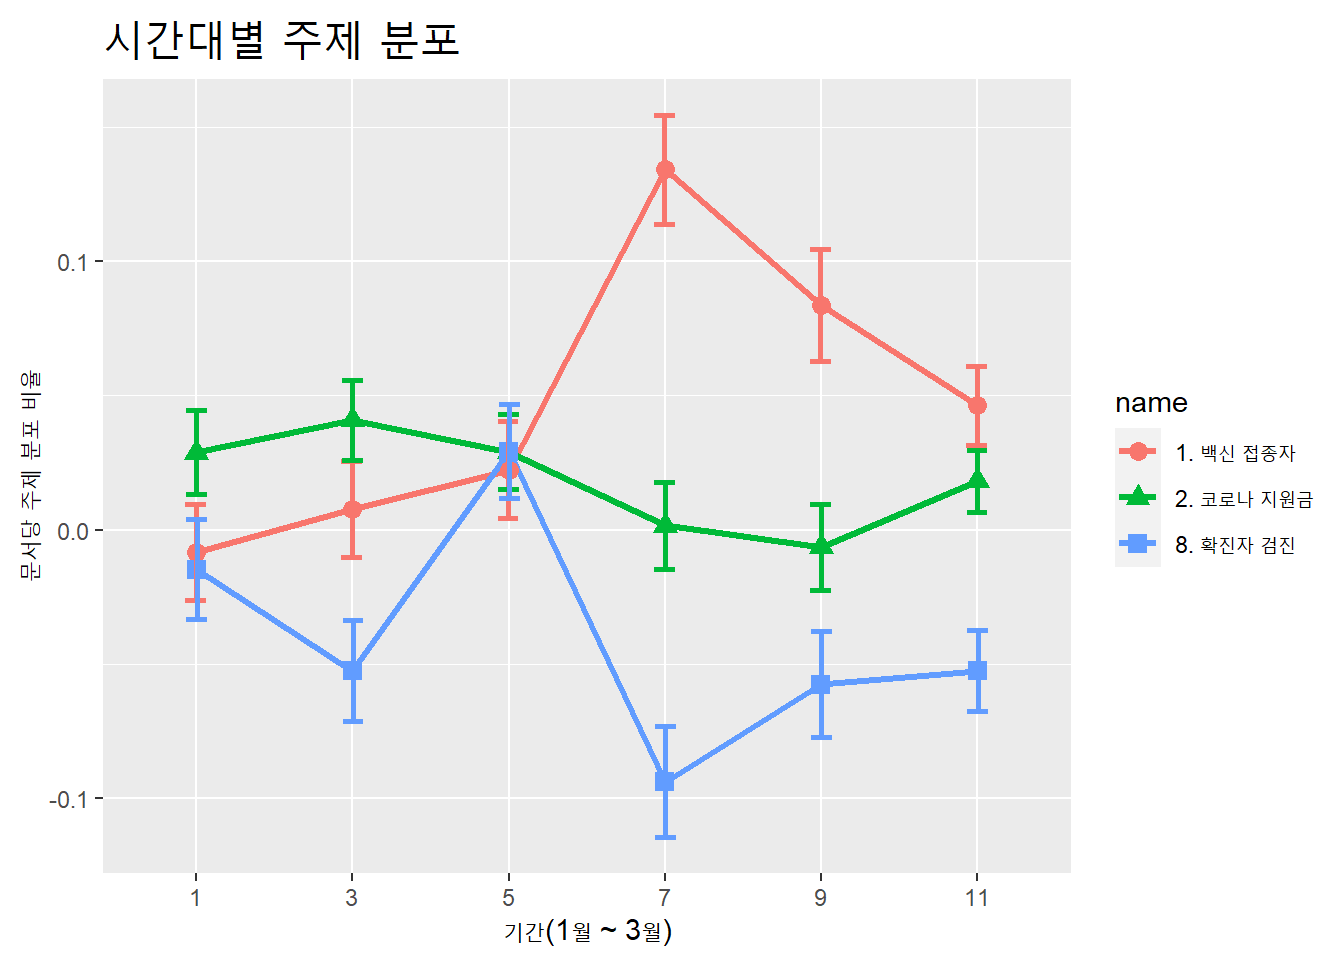 시간대별 주제 분포
문서당 주제 분포 비율
0.1
0.0
-0.1
1 3 5 7 9 11
기간(1월 ~ 3월)
name
1. 백신 접종자
2. 코로나 지원금
8. 확진자 검진